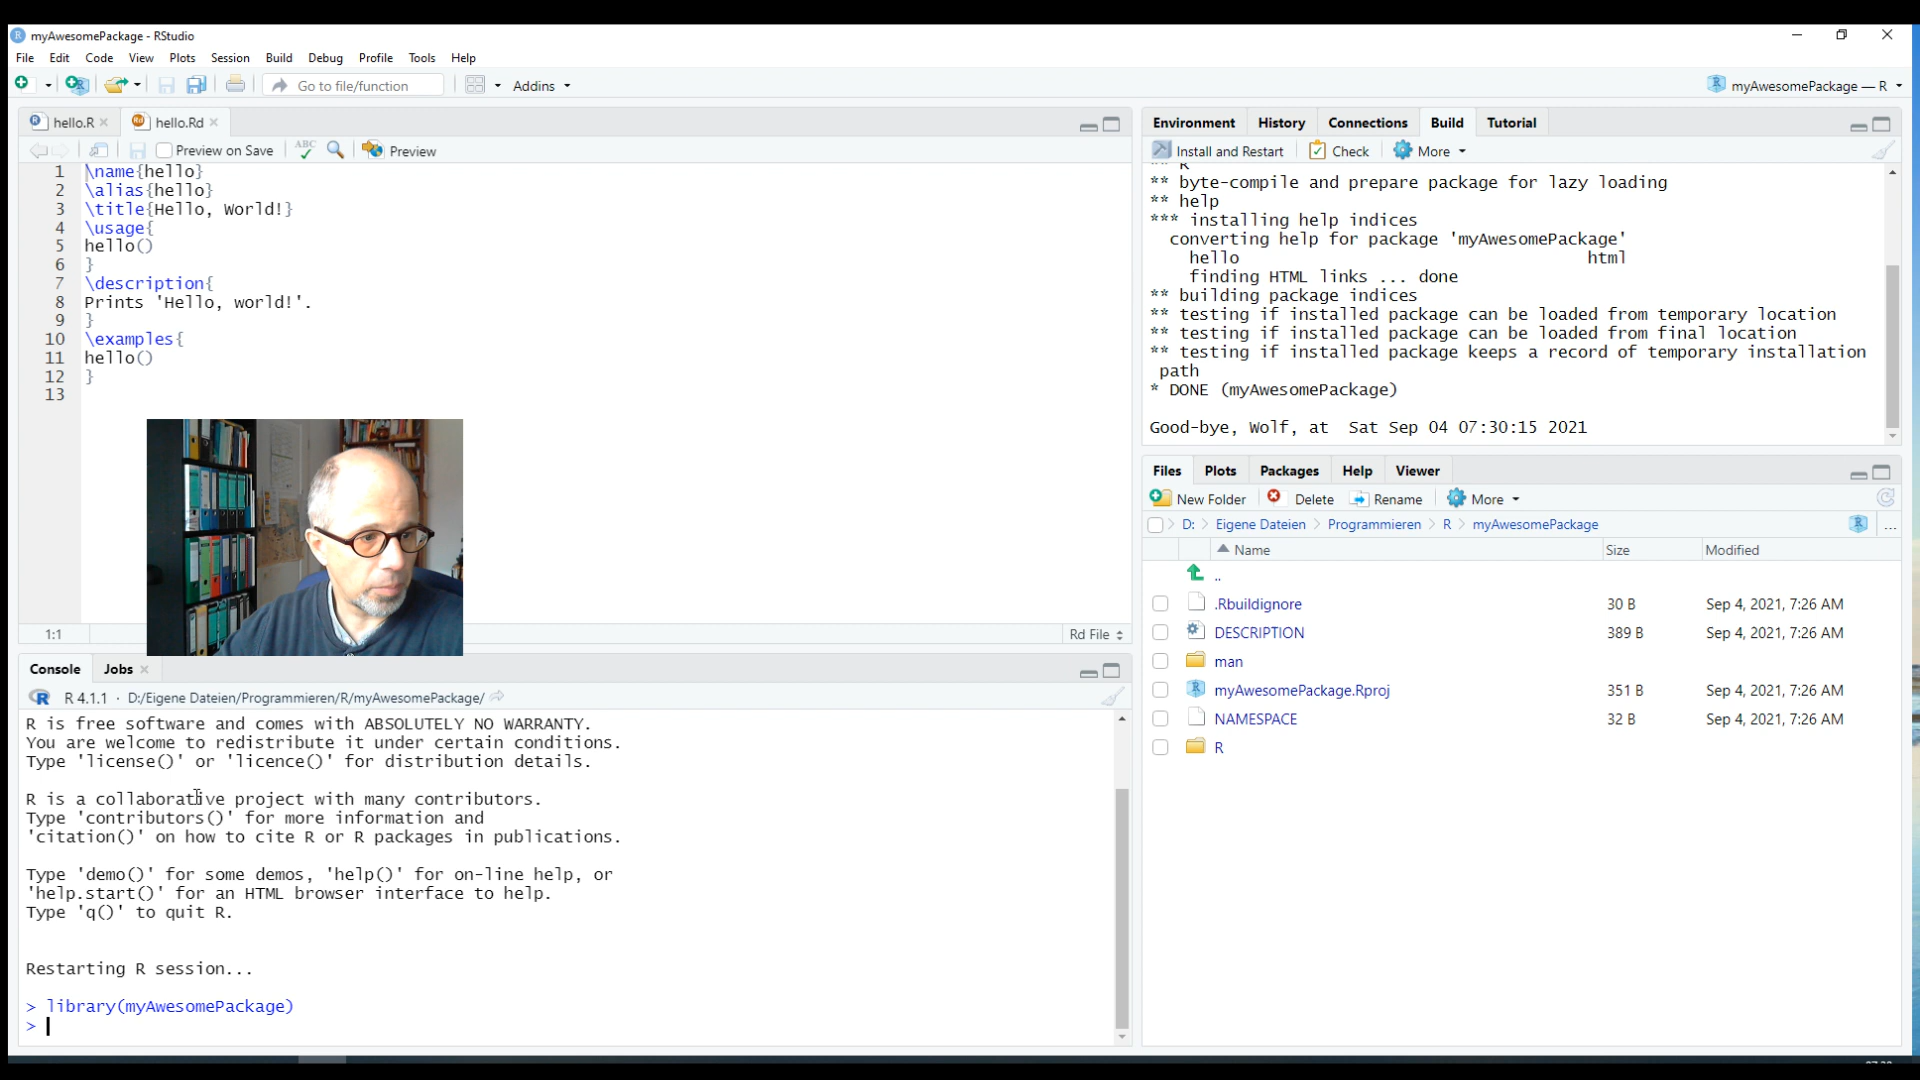 myAwesomePackage - RStudio
File Edit Code View Plots Session Build Debug Profile Tools Help
Go to file/function Addins myAwesomePackage — R
hello.R hello.Rd
Preview on Save ABC Preview
1 \name{hello}
2 \alias{hello}
3 \title{Hello, World!}
4 \usage{
5 hello()
6 }
7 \description{
8 Prints 'Hello, world!'.
9 }
10 \examples{
11 hello()
12 }
13
1:1 Rd File
Console Jobs
R 4.1.1 · D:/Eigene Dateien/Programmieren/R/myAwesomePackage/
R is free software and comes with ABSOLUTELY NO WARRANTY.
You are welcome to redistribute it under certain conditions.
Type 'license()' or 'licence()' for distribution details.
R is a collaborative project with many contributors.
Type 'contributors()' for more information and
'citation()' on how to cite R or R packages in publications.
Type 'demo()' for some demos, 'help()' for on-line help, or
'help.start()' for an HTML browser interface to help.
Type 'q()' to quit R.
Restarting R session...
> library(myAwesomePackage)
>
Environment History Connections Build Tutorial
Install and Restart Check More
** R
** byte-compile and prepare package for lazy loading
** help
*** installing help indices
converting help for package 'myAwesomePackage'
hello html
finding HTML links ... done
** building package indices
** testing if installed package can be loaded from temporary location
** testing if installed package can be loaded from final location
** testing if installed package keeps a record of temporary installation
path
* DONE (myAwesomePackage)
Good-bye, Wolf, at Sat Sep 04 07:30:15 2021
Files Plots Packages Help Viewer
New Folder Delete Rename More
D: Eigene Dateien Programmieren R myAwesomePackage ...
Name Size Modified
..
.Rbuildignore 30 B Sep 4, 2021, 7:26 AM
DESCRIPTION 389 B Sep 4, 2021, 7:26 AM
man
myAwesomePackage.Rproj 351 B Sep 4, 2021, 7:26 AM
NAMESPACE 32 B Sep 4, 2021, 7:26 AM
R